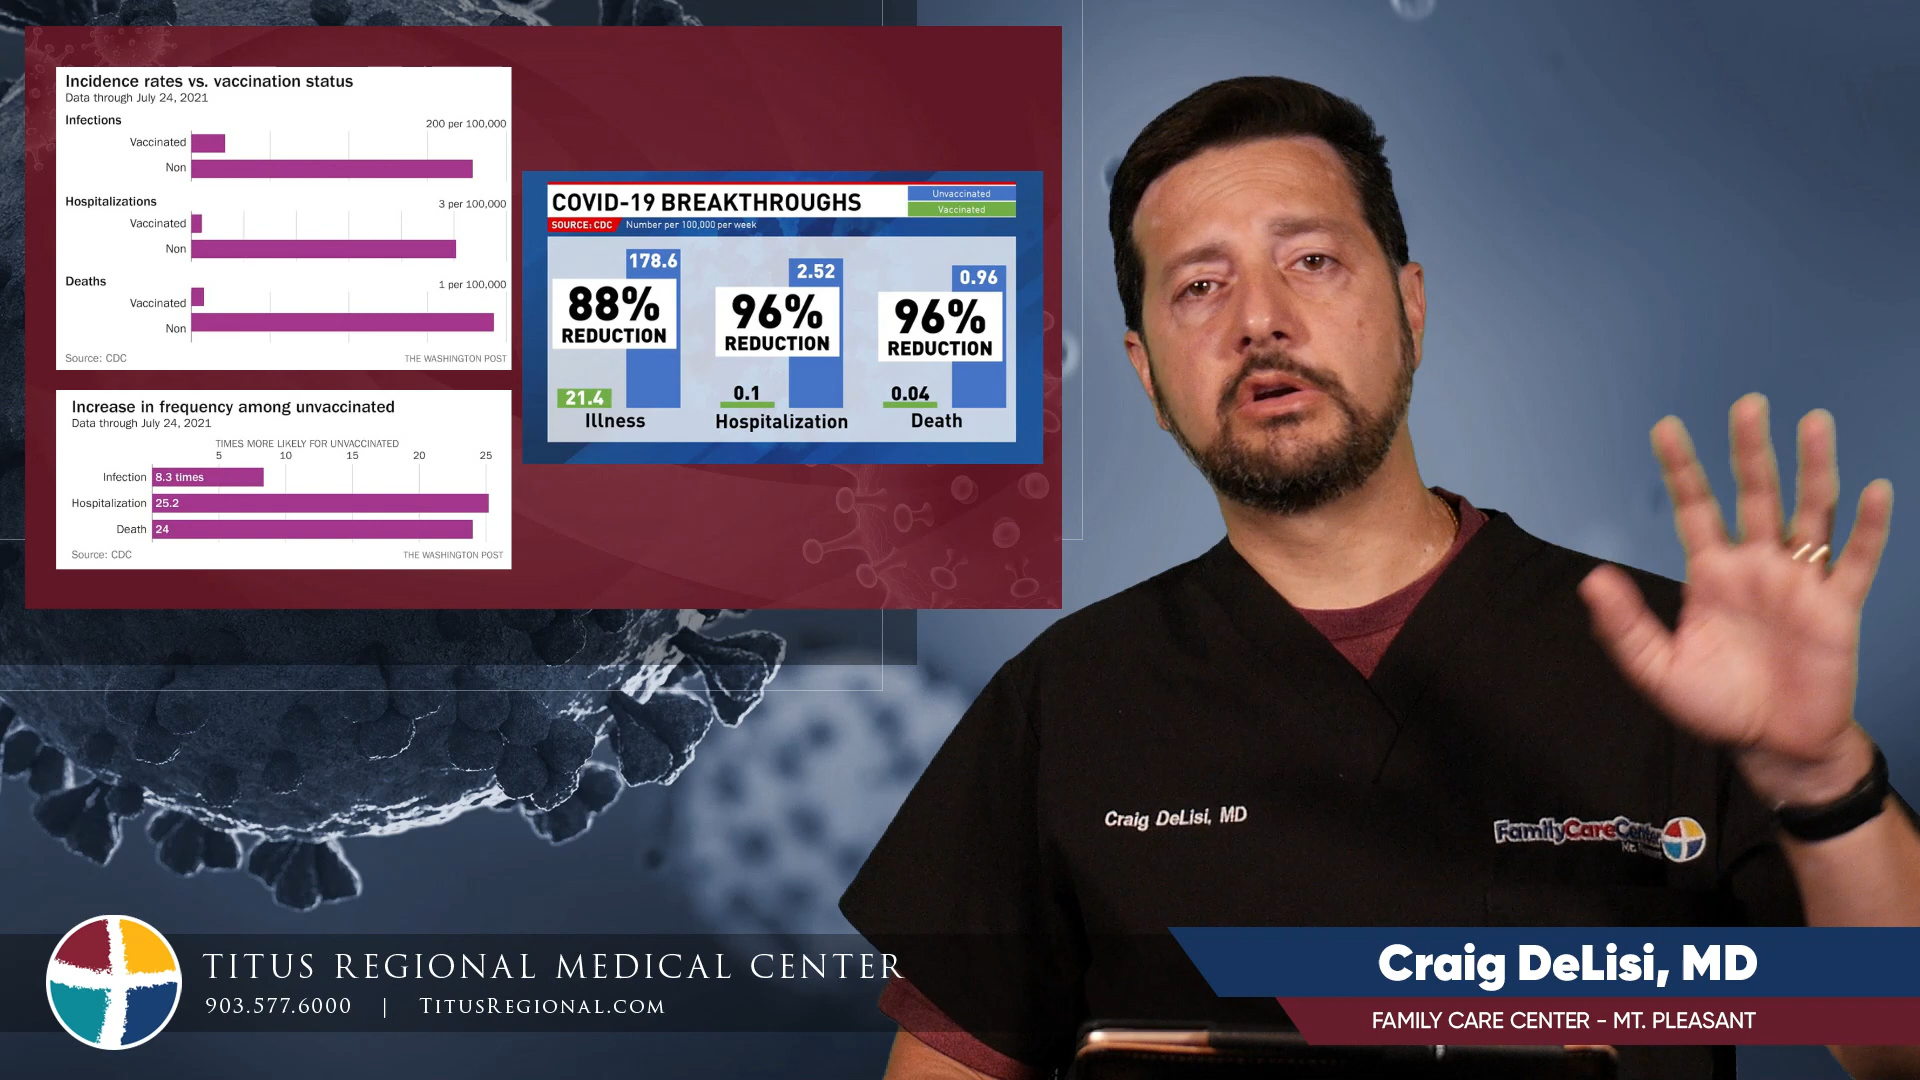 Incidence rates vs. vaccination status
Data through July 24, 2021
Infections
200 per 100,000
Vaccinated
Non
Hospitalizations
3 per 100,000
Vaccinated
Non
Deaths
1 per 100,000
Vaccinated
Non
Source: CDC
THE WASHINGTON POST
Increase in frequency among unvaccinated
Data through July 24, 2021
TIMES MORE LIKELY FOR UNVACCINATED
5 10 15 20 25
Infection 8.3 times
Hospitalization 25.2
Death 24
Source: CDC
THE WASHINGTON POST
COVID-19 BREAKTHROUGHS
Unvaccinated
Vaccinated
SOURCE: CDC Number per 100,000 per week
178.6
88%
REDUCTION
21.4
Illness
2.52
96%
REDUCTION
0.1
Hospitalization
0.96
96%
REDUCTION
0.04
Death
Craig DeLisi, MD
FamilyCareCenter
Mt. Pleasant
TITUS REGIONAL MEDICAL CENTER
903.577.6000 | TITUSREGIONAL.COM
Craig DeLisi, MD
FAMILY CARE CENTER - MT. PLEASANT